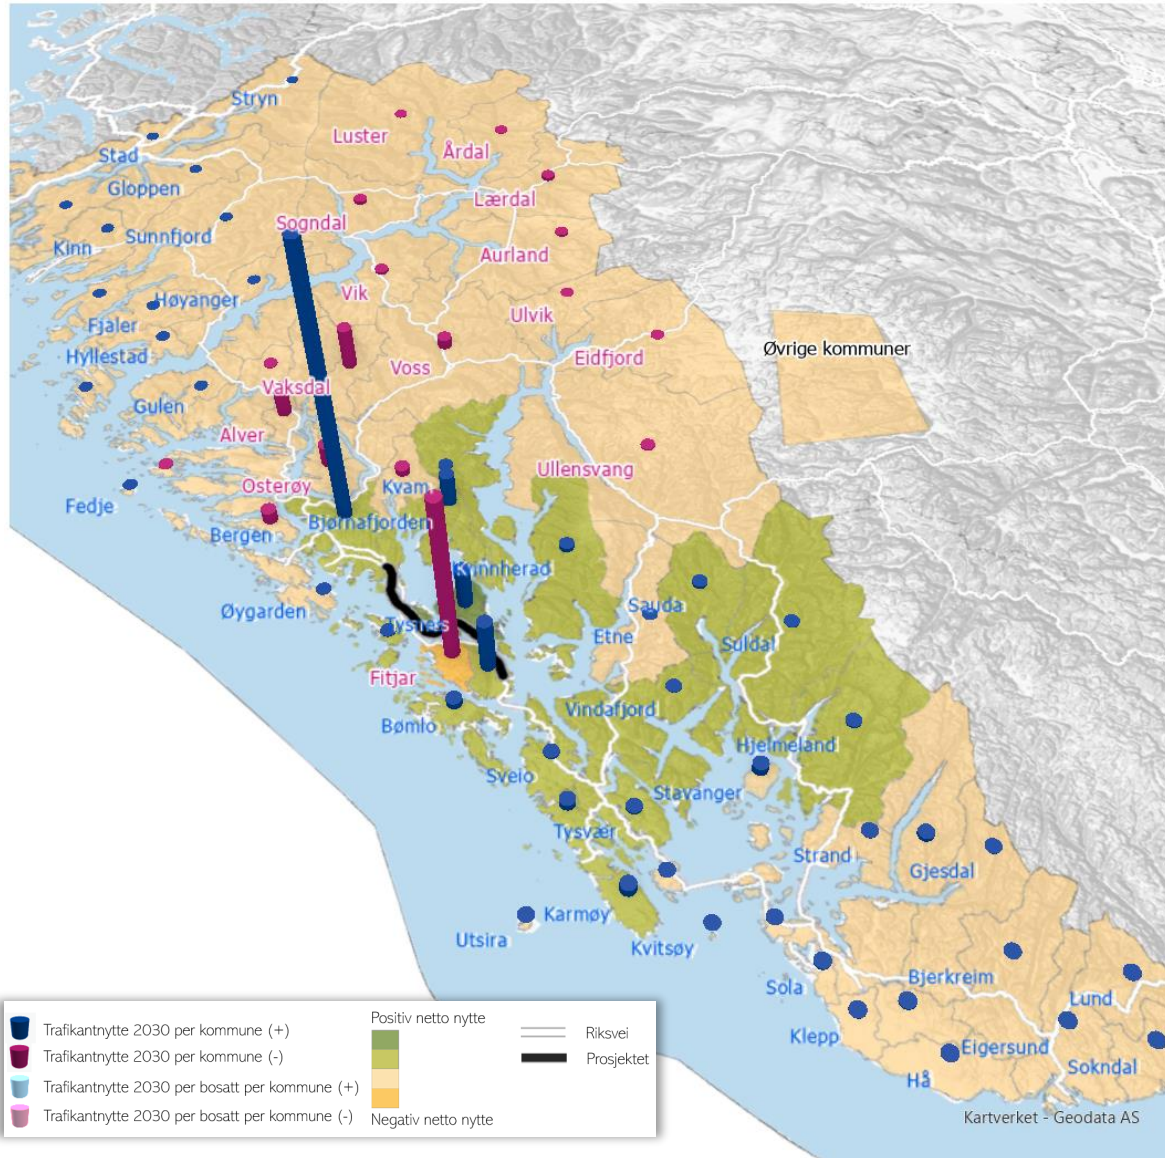 Stryn
Luster
Årdal
Stad
Gloppen
Lærdal
Sogndal
Sunnfjord
Kinn
Aurland
Vik
Høyanger
Ulvik
Fjaler
Øvrige kommuner
Hyllestad
Eidfjord
Voss
Vaksdal
Gulen
Alver
Ullensvang
Osterøy
Kvam
Fedje
Bjørnafjorden
Bergen
Kvinnherad
Øygarden
Sauda
Tysnes
Etne
Suldal
Fitjar
Vindafjord
Bømlo
Hjelmeland
Sveio
Stavanger
Tysvær
Strand
Gjesdal
Karmøy
Utsira
Kvitsøy
Bjerkreim
Sola
Lund
Klepp
Eigersund
Sokndal
Hå
Kartverket - Geodata AS
Trafikantnytte 2030 per kommune (+)
Trafikantnytte 2030 per kommune (-)
Trafikantnytte 2030 per bosatt per kommune (+)
Trafikantnytte 2030 per bosatt per kommune (-)
Positiv netto nytte
Negativ netto nytte
Riksvei
Prosjektet